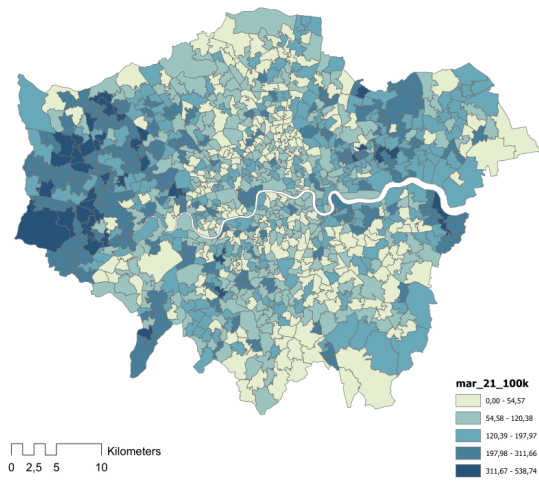 mar_21_100k
0,00 - 54,57
54,58 - 120,38
120,39 - 197,97
197,98 - 311,66
311,67 - 538,74
Kilometers
0 2,5 5 10